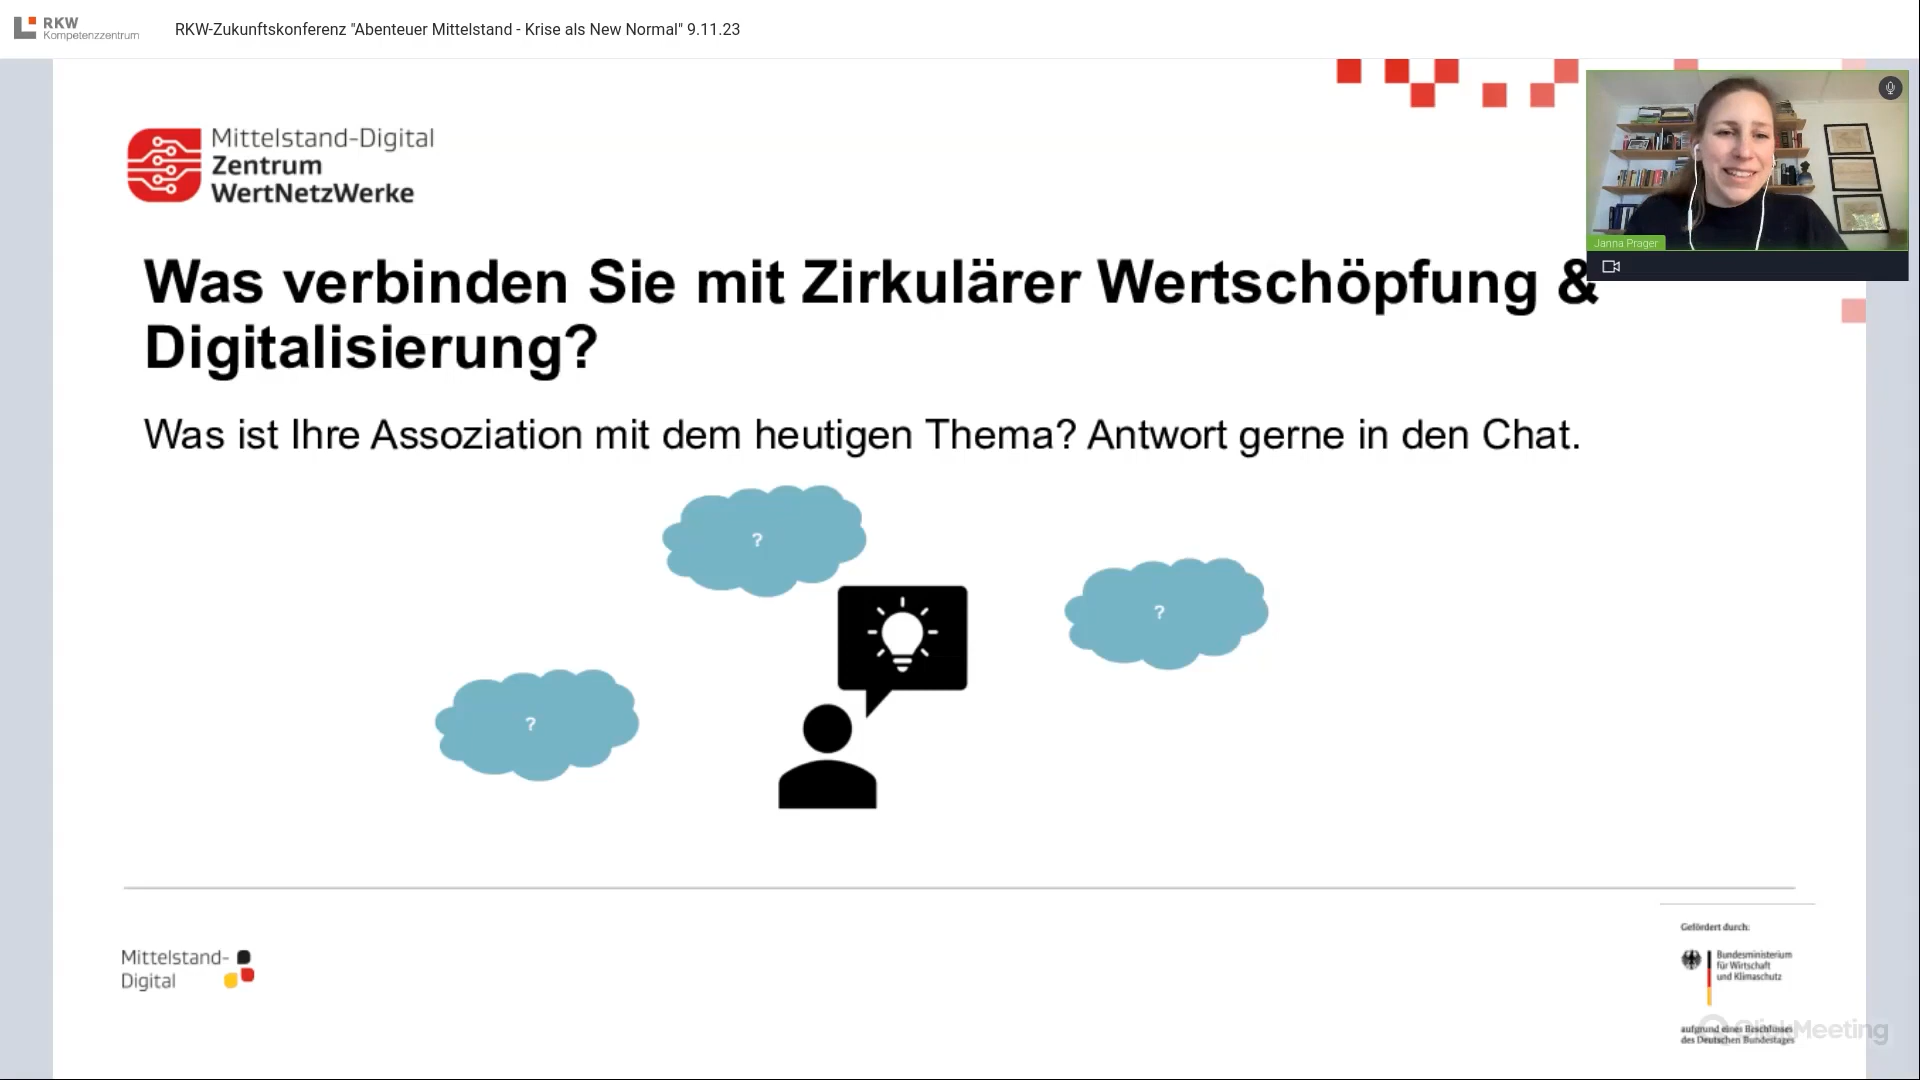 RKW
Kompetenzzentrum
RKW-Zukunftskonferenz "Abenteuer Mittelstand - Krise als New Normal" 9.11.23
Mittelstand-Digital
Zentrum
WertNetzWerke
Janna Prager
Was verbinden Sie mit Zirkulärer Wertschöpfung &
Digitalisierung?
Was ist Ihre Assoziation mit dem heutigen Thema? Antwort gerne in den Chat.
?
?
?
Mittelstand-
Digital
Gefördert durch:
Bundesministerium
für Wirtschaft
und Klimaschutz
aufgrund eines Beschlusses
des Deutschen Bundestages
ClickMeeting